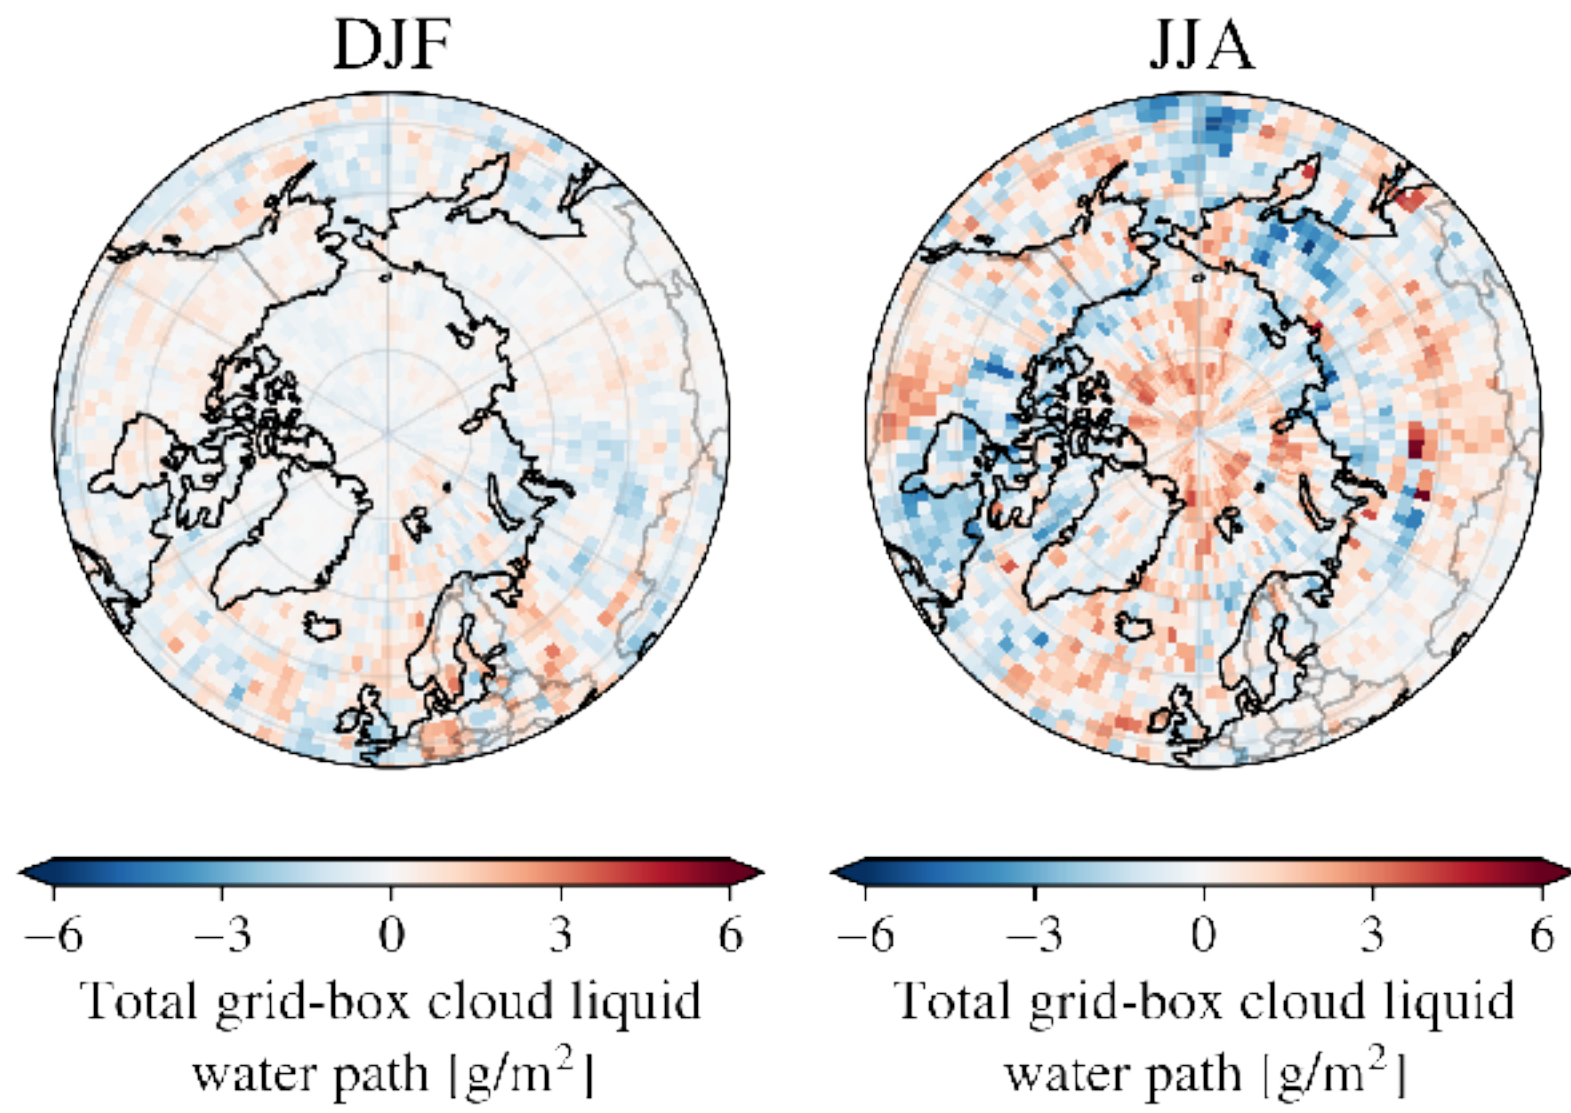 DJF
JJA
−6 −3 0 3 6
−6 −3 0 3 6
Total grid-box cloud liquid
water path [g/m²]
Total grid-box cloud liquid
water path [g/m²]